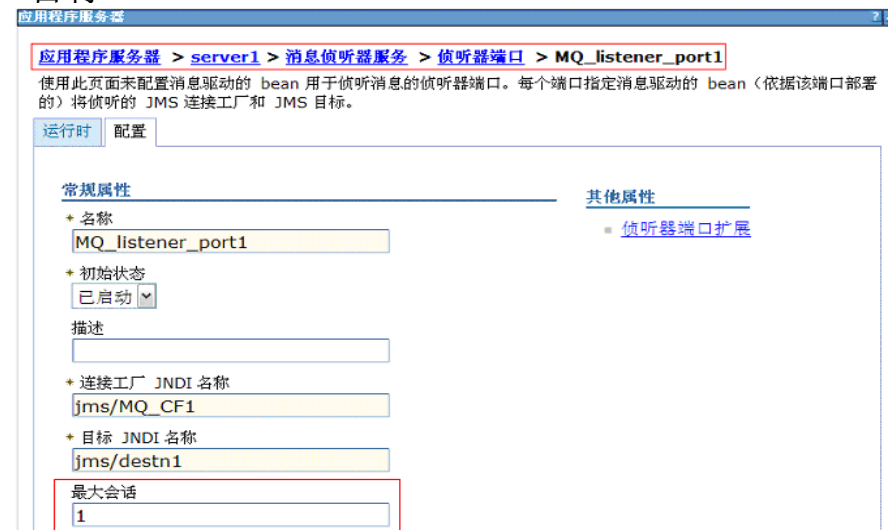 应用程序服务器
?
应用程序服务器 > server1 > 消息侦听器服务 > 侦听器端口 > MQ_listener_port1
使用此页面来配置消息驱动的 bean 用于侦听消息的侦听器端口。每个端口指定消息驱动的 bean（依据该端口部署
的）将侦听的 JMS 连接工厂和 JMS 目标。
运行时 配置
常规属性
其他属性
+ 名称
侦听器端口扩展
MQ_listener_port1
+ 初始状态
已启动
描述
+ 连接工厂 JNDI 名称
jms/MQ_CF1
+ 目标 JNDI 名称
jms/destn1
最大会话
1